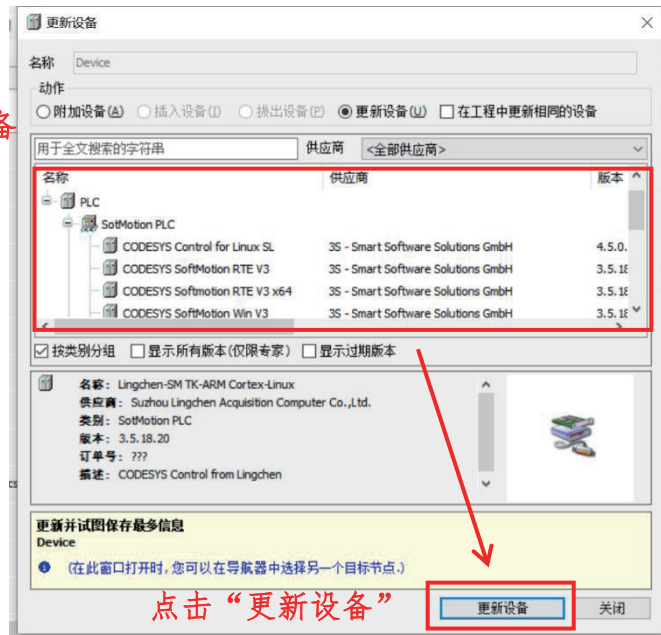 更新设备
名称 Device
动作
附加设备(A) 插入设备(I) 拔出设备(P) 更新设备(U) 在工程中更新相同的设备
备
用于全文搜索的字符串 供应商 <全部供应商>
名称 供应商 版本
PLC
SotMotion PLC
CODESYS Control for Linux SL 3S - Smart Software Solutions GmbH 4.5.0.
CODESYS SoftMotion RTE V3 3S - Smart Software Solutions GmbH 3.5.18
CODESYS Softmotion RTE V3 x64 3S - Smart Software Solutions GmbH 3.5.18
CODESYS SoftMotion Win V3 3S - Smart Software Solutions GmbH 3.5.18
按类别分组 显示所有版本(仅限专家) 显示过期版本
名称: Lingchen-SM TK-ARM Cortex-Linux
供应商: Suzhou Lingchen Acquisition Computer Co.,Ltd.
类别: SotMotion PLC
版本: 3.5.18.20
订单号: ???
描述: CODESYS Control from Lingchen
更新并试图保存最多信息
Device
(在此窗口打开时,您可以在导航器中选择另一个目标节点.)
点击“更新设备”
更新设备 关闭